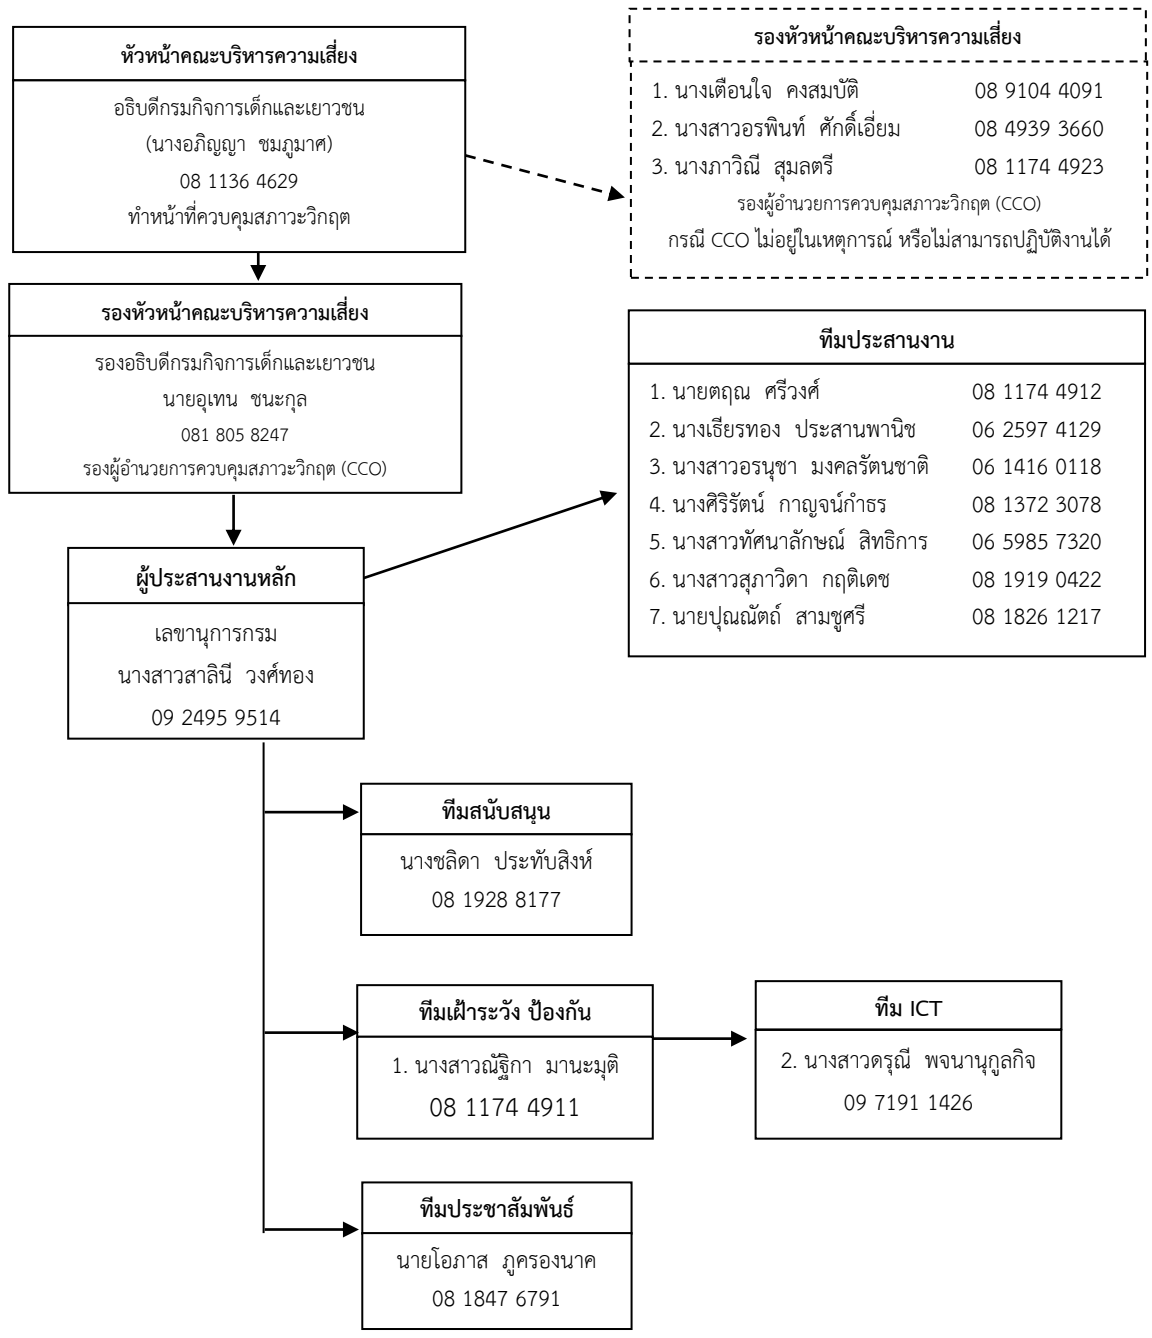 หัวหน้าคณะบริหารความเสี่ยง
อธิบดีกรมกิจการเด็กและเยาวชน
(นางอภิญญา ชมภูมาศ)
08 1136 4629
ทำหน้าที่ควบคุมสภาวะวิกฤต
รองหัวหน้าคณะบริหารความเสี่ยง
1. นางเตือนใจ คงสมบัติ 08 9104 4091
2. นางสาวอรพินท์ ศักดิ์เอี่ยม 08 4939 3660
3. นางภาวิณี สุมลตรี 08 1174 4923
รองผู้อำนวยการควบคุมสภาวะวิกฤต (CCO)
กรณี CCO ไม่อยู่ในเหตุการณ์ หรือไม่สามารถปฏิบัติงานได้
รองหัวหน้าคณะบริหารความเสี่ยง
รองอธิบดีกรมกิจการเด็กและเยาวชน
นายอุเทน ชนะกุล
081 805 8247
รองผู้อำนวยการควบคุมสภาวะวิกฤต (CCO)
ทีมประสานงาน
1. นายตฤณ ศรีวงศ์ 08 1174 4912
2. นางเธียรทอง ประสานพานิช 06 2597 4129
3. นางสาวอรนุชา มงคลรัตนชาติ 06 1416 0118
4. นางศิริรัตน์ กาญจน์กำธร 08 1372 3078
5. นางสาวทัศนาลักษณ์ สิทธิการ 06 5985 7320
6. นางสาวสุภาวิดา กฤติเดช 08 1919 0422
7. นายปุณณัตถ์ สามชูศรี 08 1826 1217
ผู้ประสานงานหลัก
เลขานุการกรม
นางสาวสาลินี วงศ์ทอง
09 2495 9514
ทีมสนับสนุน
นางชลิดา ประทับสิงห์
08 1928 8177
ทีมเฝ้าระวัง ป้องกัน
1. นางสาวณัฐิกา มานะมุติ
08 1174 4911
ทีม ICT
2. นางสาวดรุณี พจนานุกูลกิจ
09 7191 1426
ทีมประชาสัมพันธ์
นายโอภาส ภูครองนาค
08 1847 6791